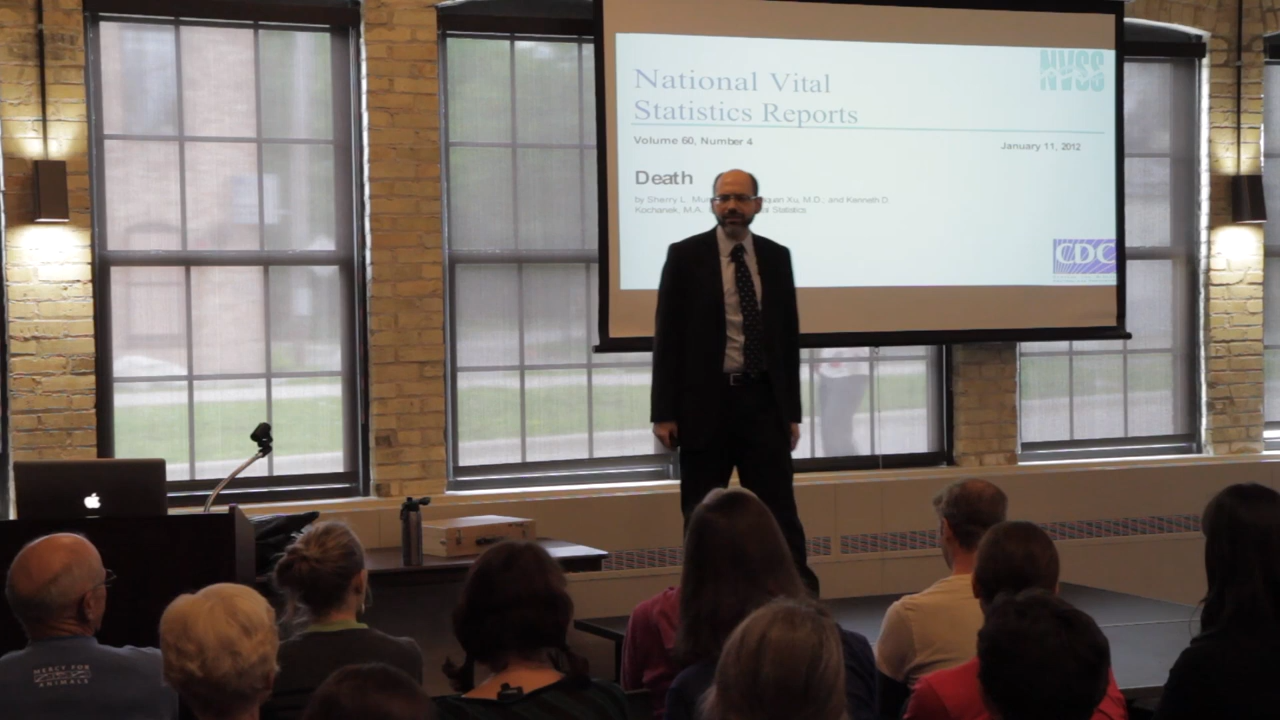 National Vital
Statistics Reports
NVSS
Volume 60, Number 4
January 11, 2012
Death
by Sherry L. Xu, M.D., and Kenneth D.
Kochanek, M.A. Statistics
CDC
MERCY FOR
ANIMALS